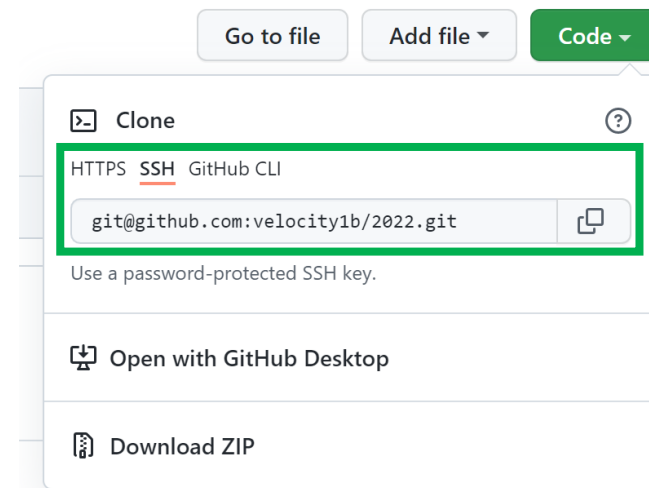 Go to file Add file Code
Clone
HTTPS SSH GitHub CLI
git@github.com:velocity1b/2022.git
Use a password-protected SSH key.
Open with GitHub Desktop
Download ZIP